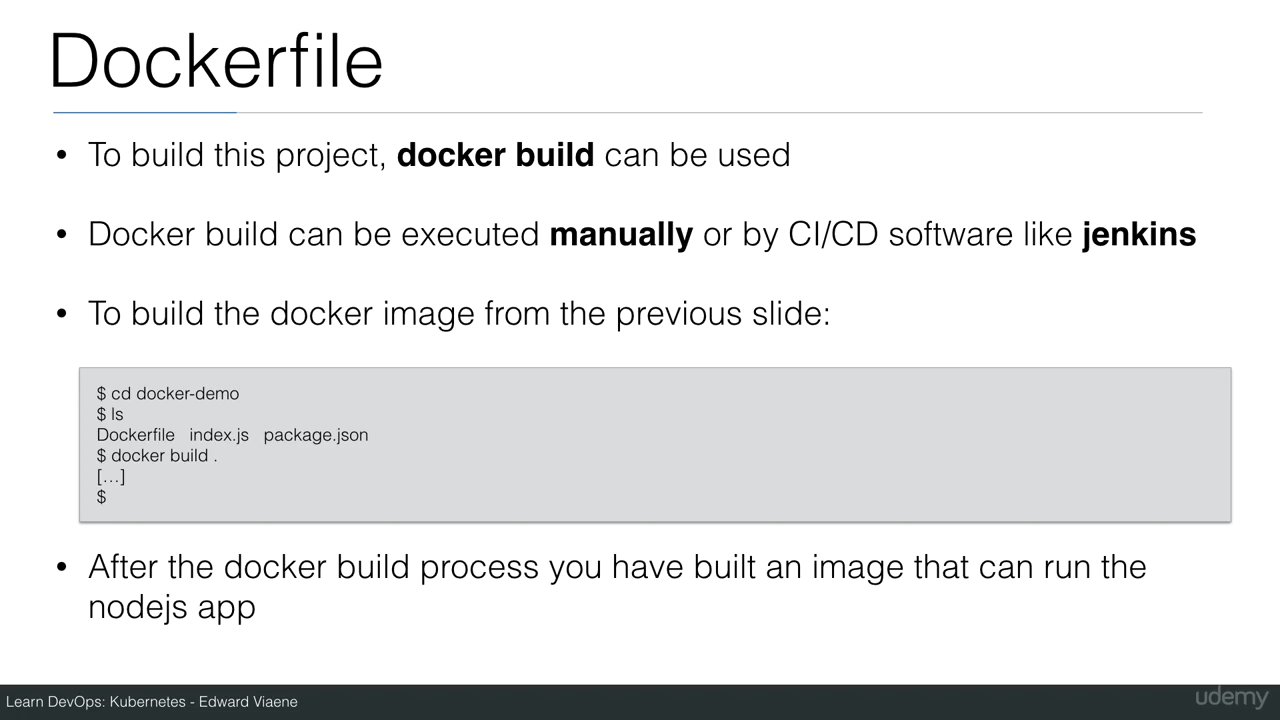 Dockerfile
• To build this project, docker build can be used
• Docker build can be executed manually or by CI/CD software like jenkins
• To build the docker image from the previous slide:
$ cd docker-demo
$ ls
Dockerfile   index.js   package.json
$ docker build .
[…]
$
• After the docker build process you have built an image that can run the
nodejs app
Learn DevOps: Kubernetes - Edward Viaene
udemy